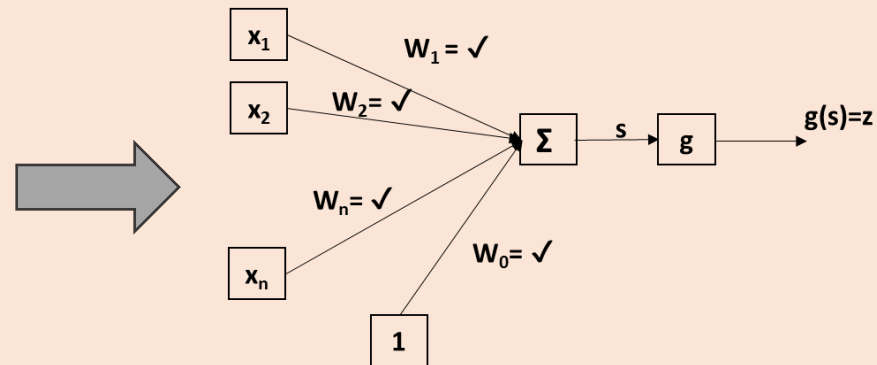 x₁
W₁ = ✓
x₂
W₂= ✓
Σ
s
g
g(s)=z
Wₙ= ✓
W₀= ✓
xₙ
1